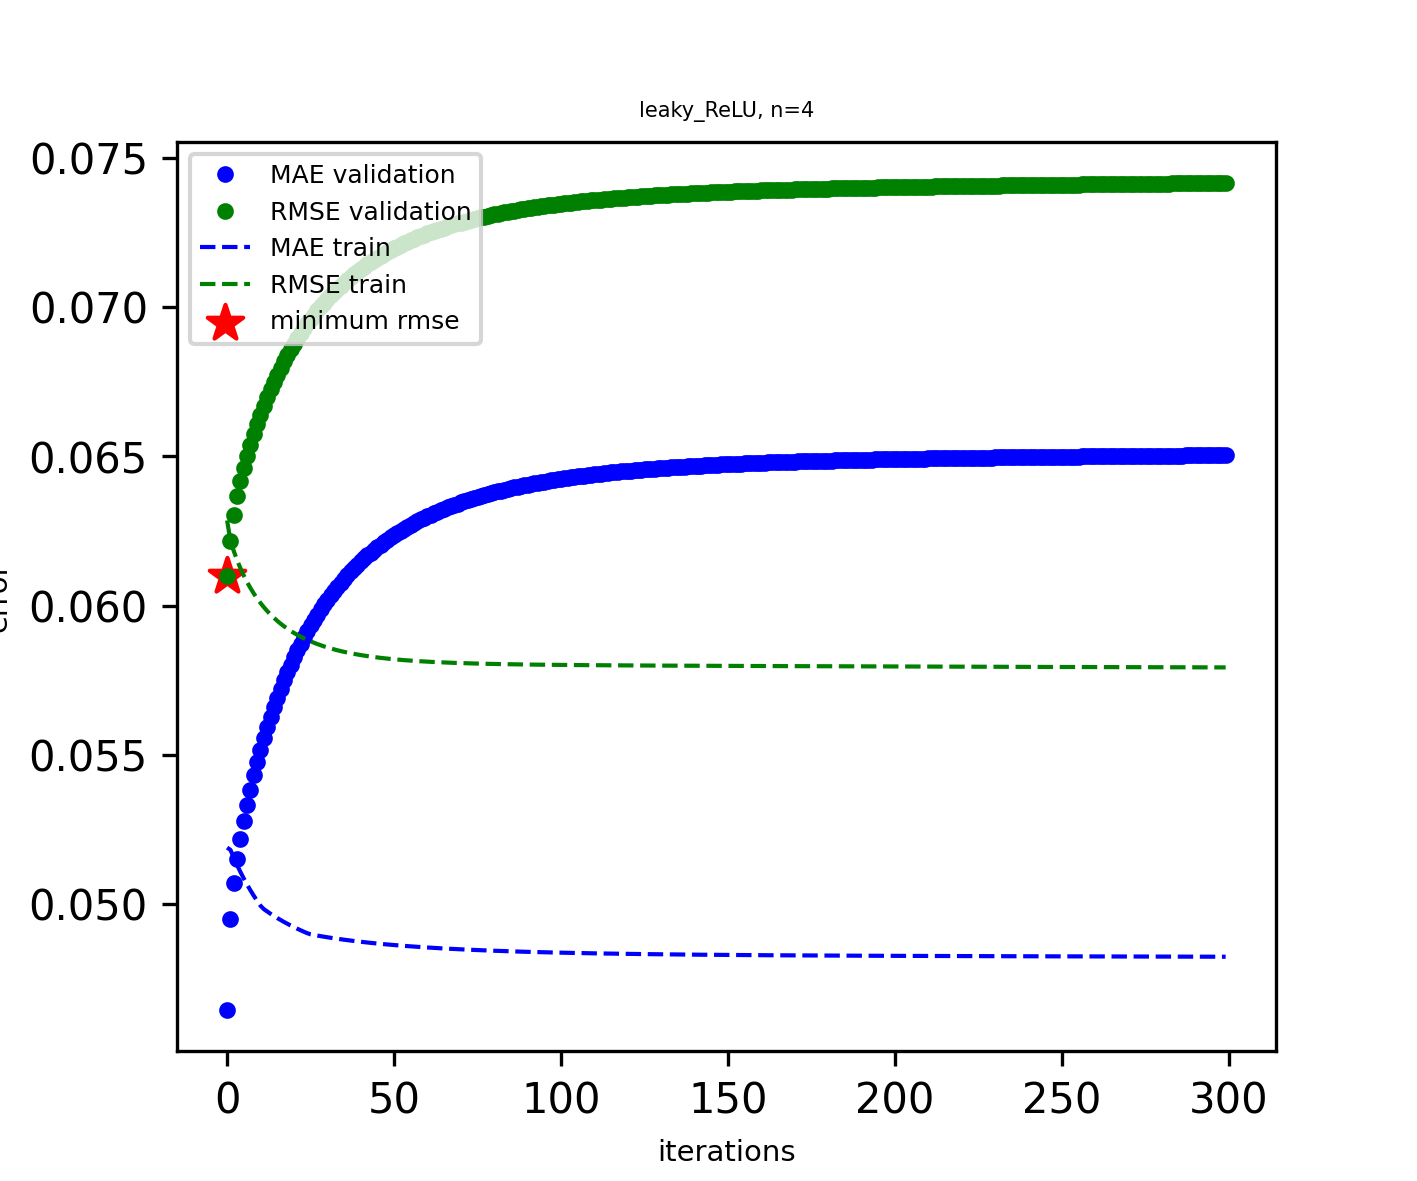 leaky_ReLU, n=4
0.075
0.070
0.065
0.060
0.055
0.050
MAE validation
RMSE validation
MAE train
RMSE train
minimum rmse
0 50 100 150 200 250 300
iterations